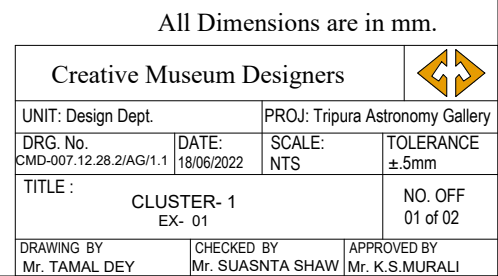 All Dimensions are in mm.
Creative Museum Designers
UNIT: Design Dept.
PROJ: Tripura Astronomy Gallery
DRG. No.
CMD-007.12.28.2/AG/1.1
DATE:
18/06/2022
SCALE:
NTS
TOLERANCE
±.5mm
TITLE :
CLUSTER- 1
EX- 01
NO. OFF
01 of 02
DRAWING BY
Mr. TAMAL DEY
CHECKED BY
Mr. SUASNTA SHAW
APPROVED BY
Mr. K.S.MURALI